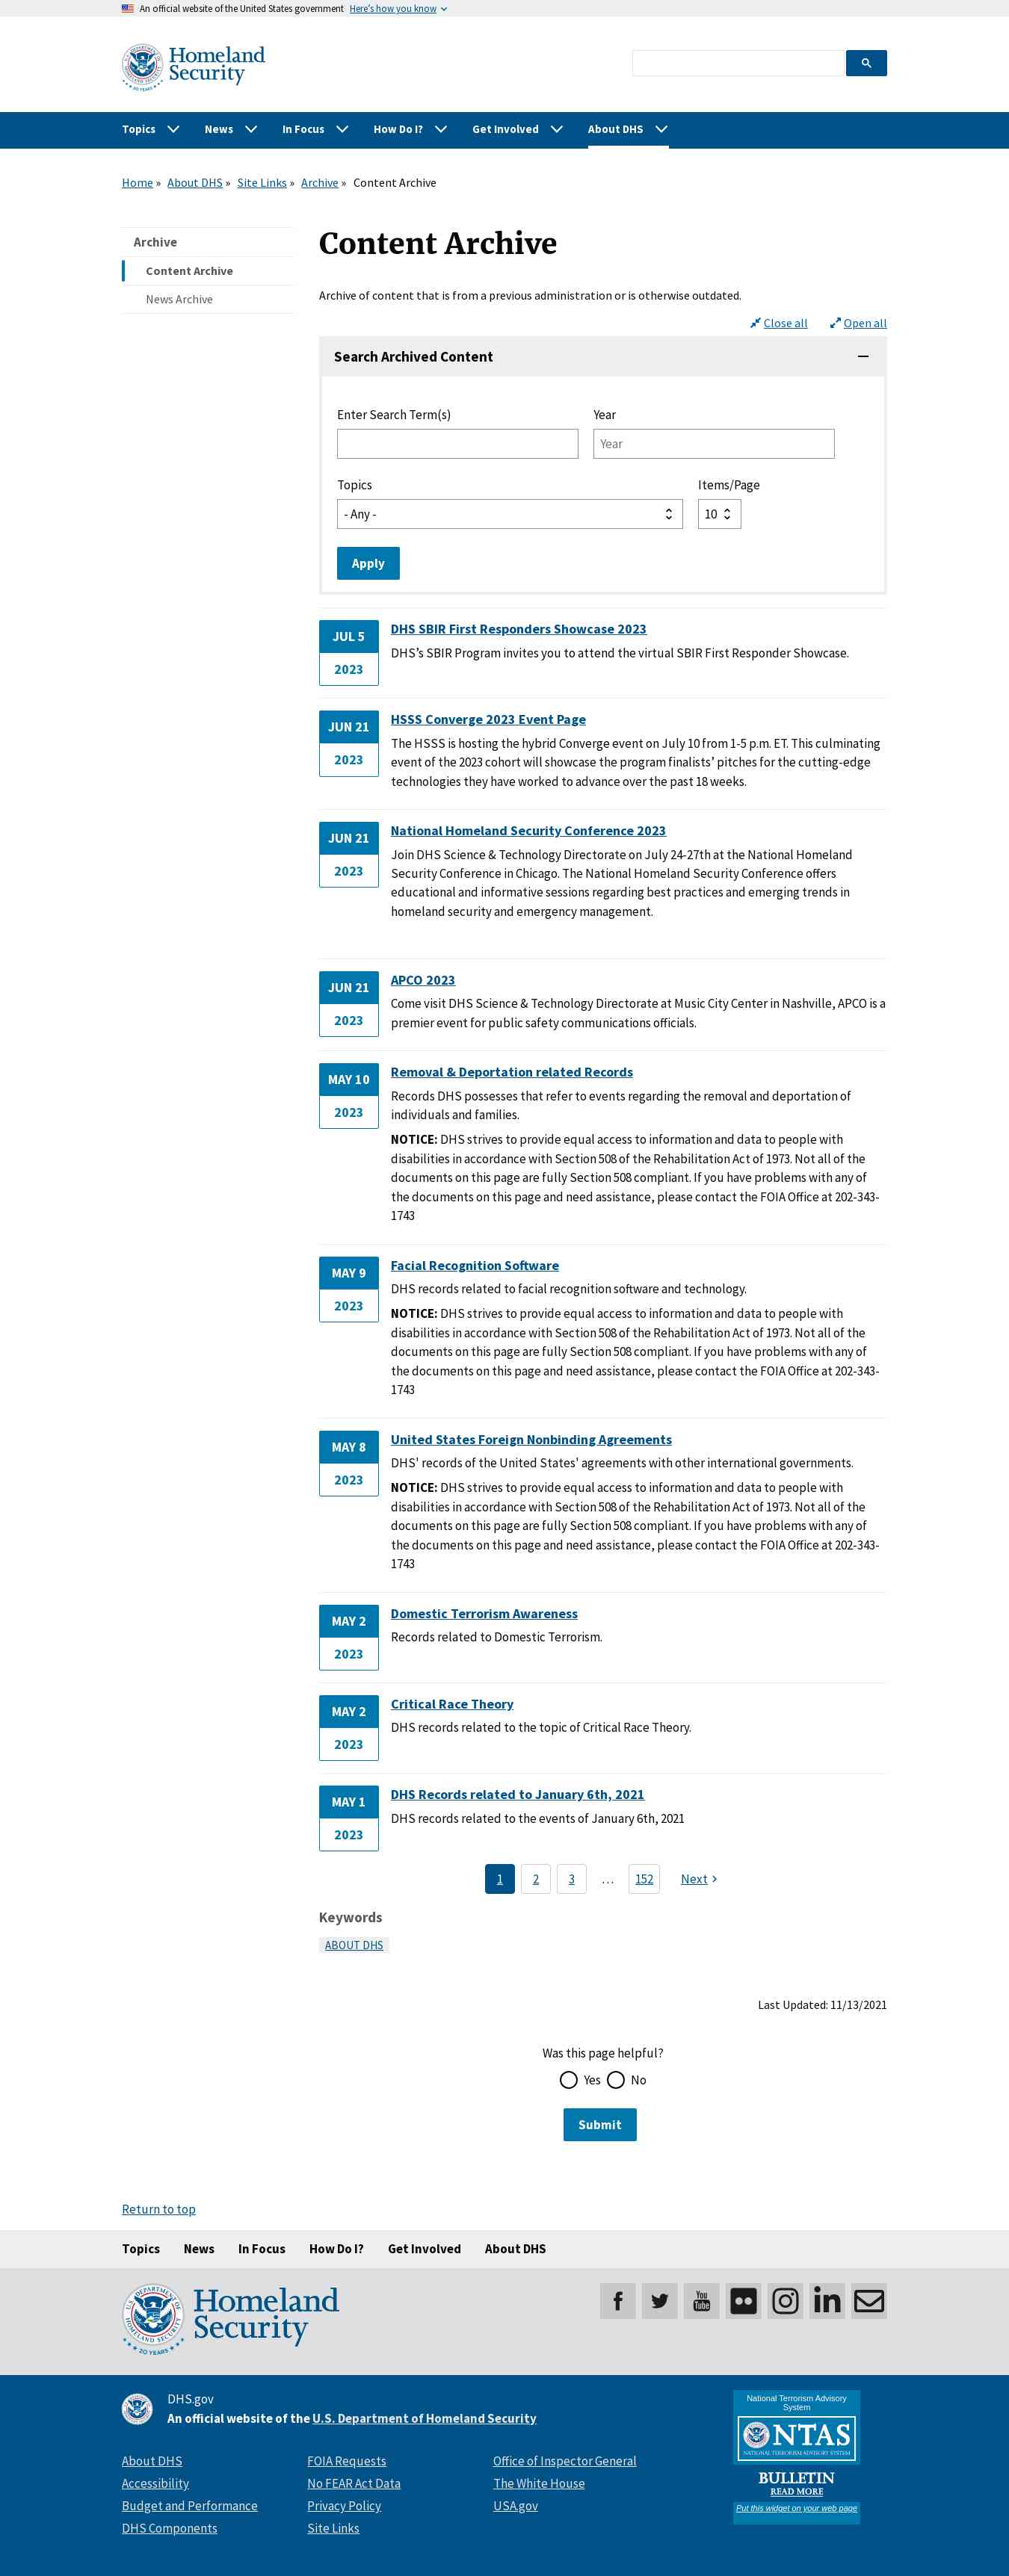 An official website of the United States government Here's how you know
Homeland
Security
Topics News In Focus How Do I? Get Involved About DHS
Home » About DHS » Site Links » Archive » Content Archive
Archive
Content Archive
News Archive
Content Archive
Archive of content that is from a previous administration or is otherwise outdated.
Close all Open all
Search Archived Content
Enter Search Term(s) Year
Year
Topics Items/Page
- Any - 10
Apply
JUL 5
2023
DHS SBIR First Responders Showcase 2023
DHS’s SBIR Program invites you to attend the virtual SBIR First Responder Showcase.
JUN 21
2023
HSSS Converge 2023 Event Page
The HSSS is hosting the hybrid Converge event on July 10 from 1-5 p.m. ET. This culminating
event of the 2023 cohort will showcase the program finalists’ pitches for the cutting-edge
technologies they have worked to advance over the past 18 weeks.
JUN 21
2023
National Homeland Security Conference 2023
Join DHS Science & Technology Directorate on July 24-27th at the National Homeland
Security Conference in Chicago. The National Homeland Security Conference offers
educational and informative sessions regarding best practices and emerging trends in
homeland security and emergency management.
JUN 21
2023
APCO 2023
Come visit DHS Science & Technology Directorate at Music City Center in Nashville, APCO is a
premier event for public safety communications officials.
MAY 10
2023
Removal & Deportation related Records
Records DHS possesses that refer to events regarding the removal and deportation of
individuals and families.
NOTICE: DHS strives to provide equal access to information and data to people with
disabilities in accordance with Section 508 of the Rehabilitation Act of 1973. Not all of the
documents on this page are fully Section 508 compliant. If you have problems with any of
the documents on this page and need assistance, please contact the FOIA Office at 202-343-
1743
MAY 9
2023
Facial Recognition Software
DHS records related to facial recognition software and technology.
NOTICE: DHS strives to provide equal access to information and data to people with
disabilities in accordance with Section 508 of the Rehabilitation Act of 1973. Not all of the
documents on this page are fully Section 508 compliant. If you have problems with any of
the documents on this page and need assistance, please contact the FOIA Office at 202-343-
1743
MAY 8
2023
United States Foreign Nonbinding Agreements
DHS' records of the United States' agreements with other international governments.
NOTICE: DHS strives to provide equal access to information and data to people with
disabilities in accordance with Section 508 of the Rehabilitation Act of 1973. Not all of the
documents on this page are fully Section 508 compliant. If you have problems with any of
the documents on this page and need assistance, please contact the FOIA Office at 202-343-
1743
MAY 2
2023
Domestic Terrorism Awareness
Records related to Domestic Terrorism.
MAY 2
2023
Critical Race Theory
DHS records related to the topic of Critical Race Theory.
MAY 1
2023
DHS Records related to January 6th, 2021
DHS records related to the events of January 6th, 2021
1 2 3 … 152 Next
Keywords
ABOUT DHS
Last Updated: 11/13/2021
Was this page helpful?
Yes No
Submit
Return to top
Topics News In Focus How Do I? Get Involved About DHS
Homeland
Security
You
Tube
in
DHS.gov
An official website of the U.S. Department of Homeland Security
About DHS FOIA Requests Office of Inspector General
Accessibility No FEAR Act Data The White House
Budget and Performance Privacy Policy USA.gov
DHS Components Site Links
National Terrorism Advisory
System
NTAS
NATIONAL TERRORISM ADVISORY SYSTEM
BULLETIN
READ MORE
Put this widget on your web page